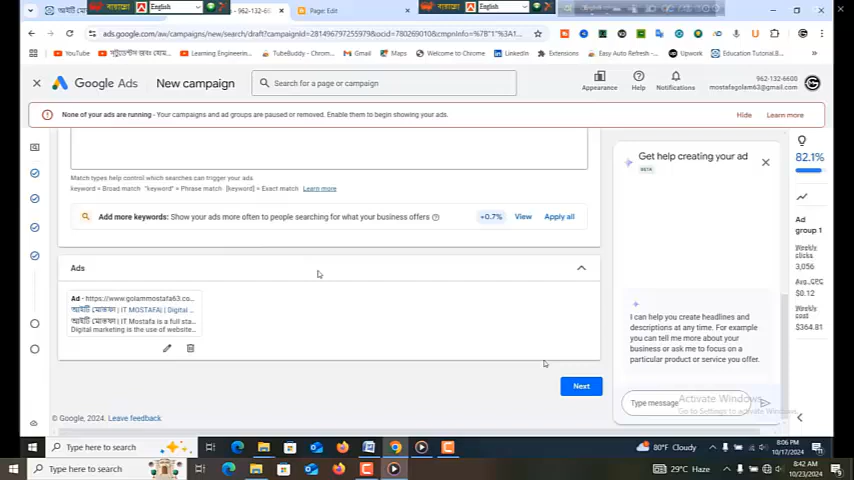 English
English
Page: Edit
ads.google.com/aw/campaigns/new/search/draft?campaignId=281496797255979&ocid=780269010&cmpnInfo=%7B"1"%3A1...
YouTube
Learning Engineering...
TubeBuddy - Chrom...
Gmail
Maps
Welcome to Chrome
LinkedIn
Extensions
Easy Auto Refresh -...
Upwork
Education Tutorial.B...
Google Ads
New campaign
Search for a page or campaign
Appearance
Help
Notifications
962-132-6600
mostafagolam63@gmail.com
None of your ads are running - Your campaigns and ad groups are paused or removed. Enable them to begin showing your ads.
Hide
Learn more
Match types help control which searches can trigger your ads.
keyword = Broad match "keyword" = Phrase match [keyword] = Exact match Learn more
Add more keywords: Show your ads more often to people searching for what your business offers
+0.7%
View
Apply all
Ads
Ad - https://www.golammostafa63.co...
আইটি মোস্তফা | IT MOSTAFA| | Digital ...
আইটি মোস্তফা | IT Mostafa is a full sta...
Digital marketing is the use of website...
Next
Get help creating your ad
BETA
I can help you create headlines and
descriptions at any time. For example
you can tell me more about your
business or ask me to focus on a
particular product or service you offer.
Type message
82.1%
Ad
group 1
Weekly
clicks
3,056
Avg. CPC
$0.12
Weekly
cost
$364.81
Activate Windows
Go to Settings to activate Windows.
© Google, 2024. Leave feedback
Type here to search
80°F Cloudy
8:06 PM
10/17/2024
Type here to search
29°C Haze
8:42 AM
10/23/2024